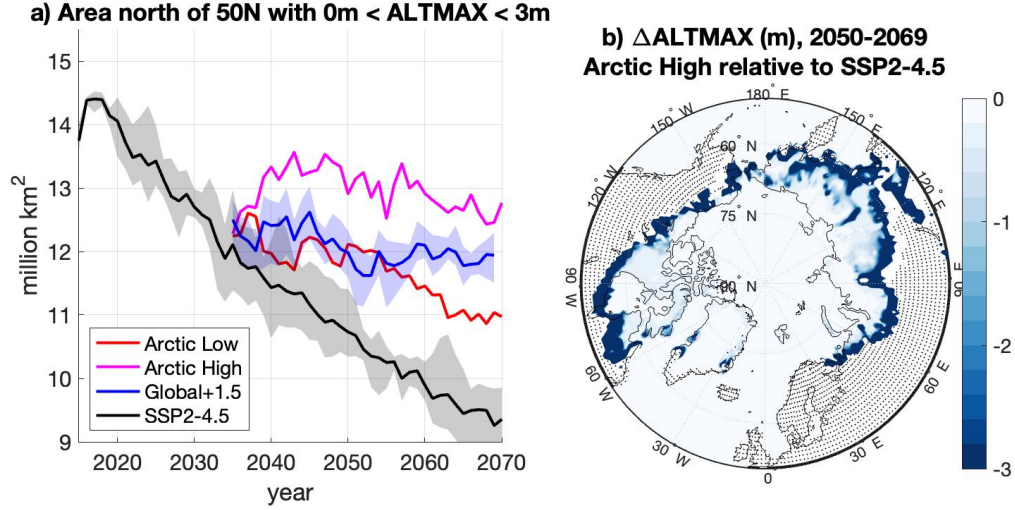 a) Area north of 50N with 0m < ALTMAX < 3m
15
14
13
12
11
10
9
million km²
2020 2030 2040 2050 2060 2070
year
Arctic Low
Arctic High
Global+1.5
SSP2-4.5
b) △ALTMAX (m), 2050-2069
Arctic High relative to SSP2-4.5
180° E
150° W
150° E
60° N
120° W
120° E
75° N
90° W
90° N
90° E
60° W
60° E
30° W
30° E
0
0
-1
-2
-3